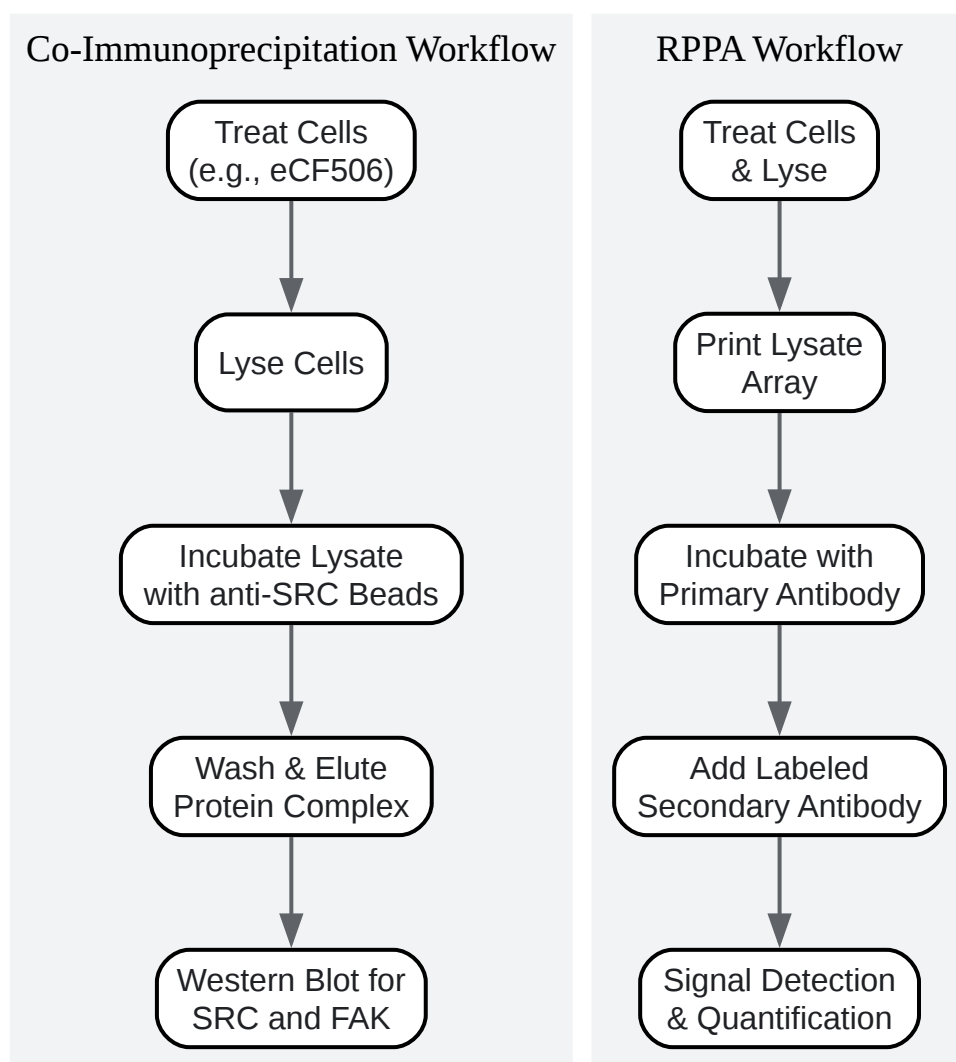 Co-Immunoprecipitation Workflow
Treat Cells
(e.g., eCF506)
Lyse Cells
Incubate Lysate
with anti-SRC Beads
Wash & Elute
Protein Complex
Western Blot for
SRC and FAK
RPPA Workflow
Treat Cells
& Lyse
Print Lysate
Array
Incubate with
Primary Antibody
Add Labeled
Secondary Antibody
Signal Detection
& Quantification